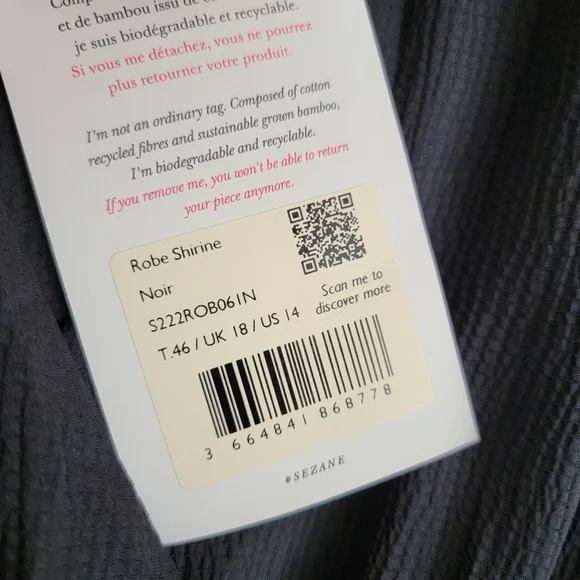 et de bambou issu de
je suis biodégradable et recyclable.
Si vous me détachez, vous ne pourrez
plus retourner votre produit.
I'm not an ordinary tag. Composed of cotton
recycled fibres and sustainable grown bamboo,
I'm biodegradable and recyclable.
If you remove me, you won't be able to return
your piece anymore.
Robe Shirine
Noir
S222ROB061N
T.46 / UK 18 / US 14
Scan me to
discover more
3 664841 868778
#SEZANE